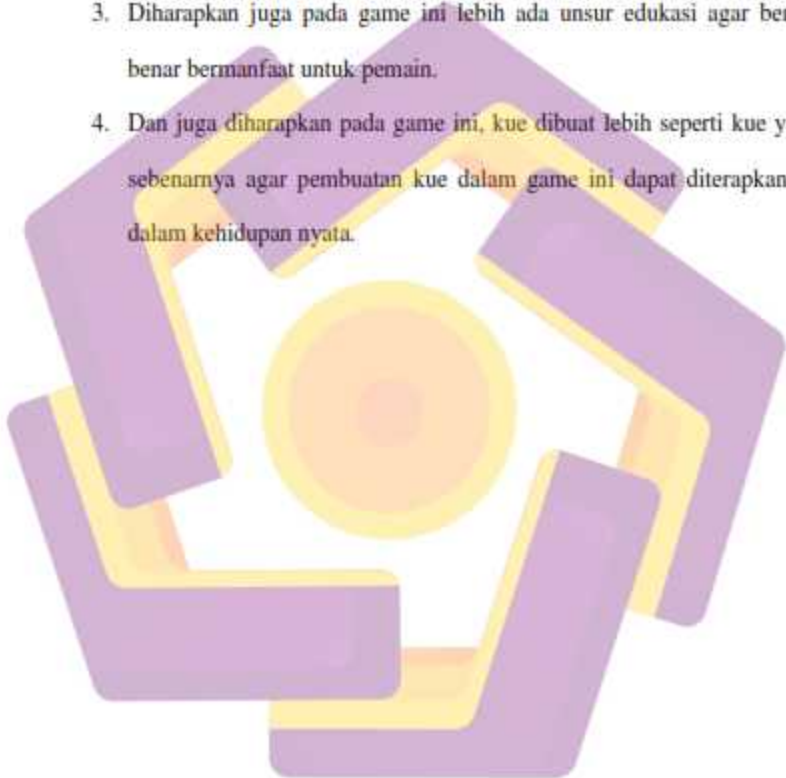 3. Diharapkan juga pada game ini lebih ada unsur edukasi agar ber
benar bermanfaat untuk pemain.
4. Dan juga diharapkan pada game ini, kue dibuat lebih seperti kue y
sebenarnya agar pembuatan kue dalam game ini dapat diterapkan
dalam kehidupan nyata.